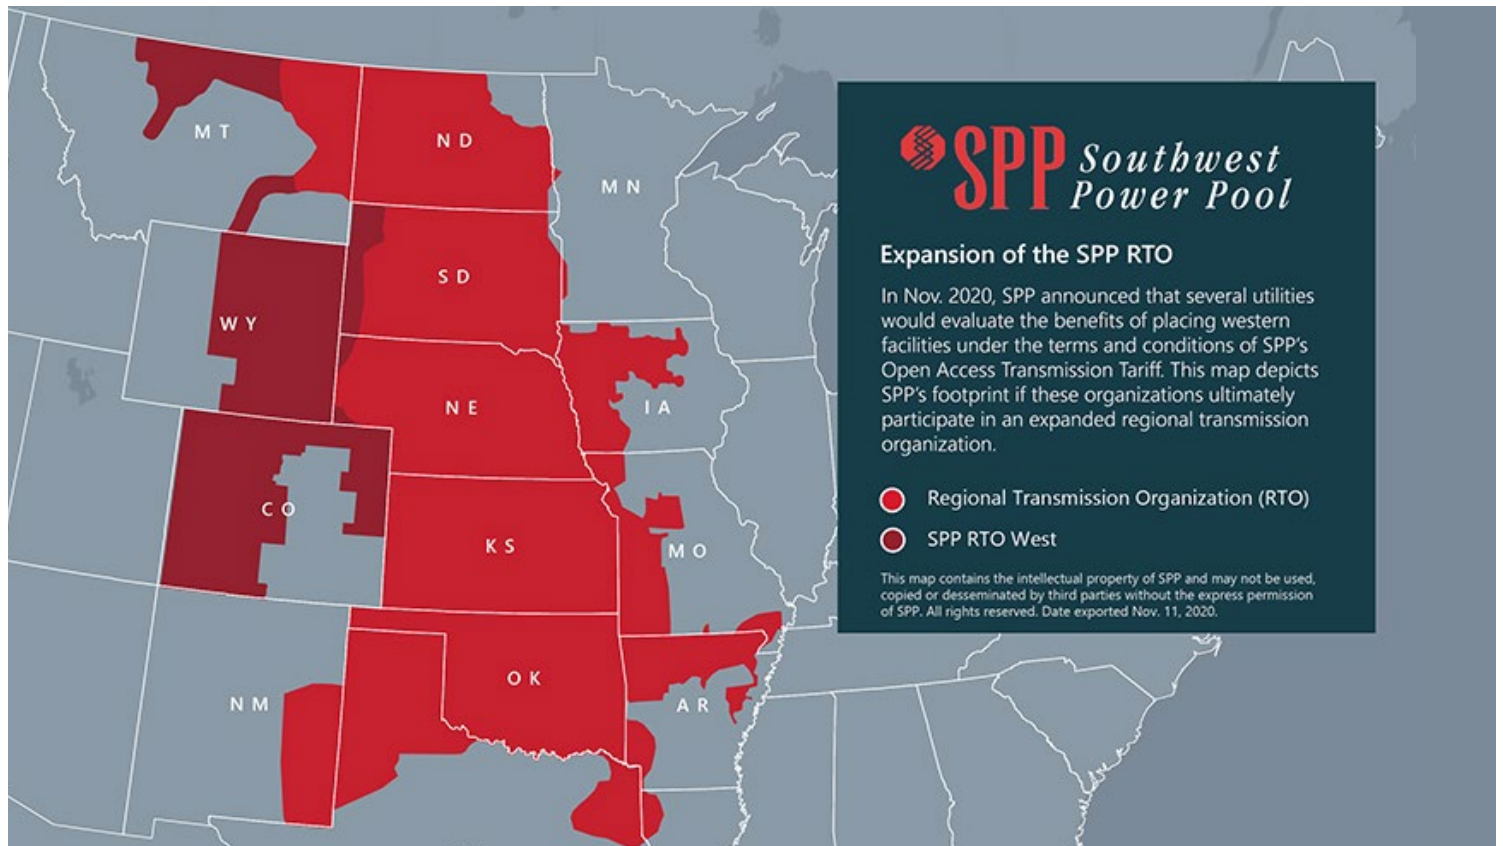 MT
ND
MN
SPP Southwest
Power Pool
Expansion of the SPP RTO
In Nov. 2020, SPP announced that several utilities
would evaluate the benefits of placing western
facilities under the terms and conditions of SPP's
Open Access Transmission Tariff. This map depicts
SPP's footprint if these organizations ultimately
participate in an expanded regional transmission
organization.
Regional Transmission Organization (RTO)
SPP RTO West
This map contains the intellectual property of SPP and may not be used,
copied or desseminated by third parties without the express permission
of SPP. All rights reserved. Date exported Nov. 11, 2020.
SD
WY
NE
IA
CO
KS
MO
OK
NM
AR